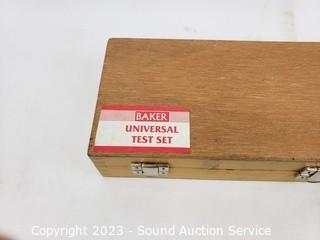 BAKER
UNIVERSAL
TEST SET
Copyright 2023 - Sound Auction Service